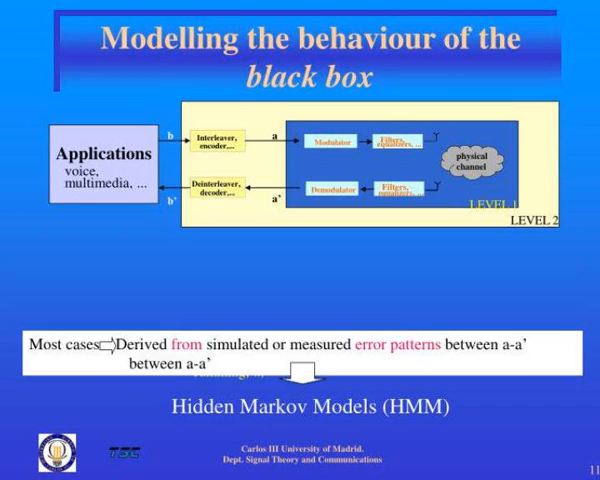 Modelling the behaviour of the
black box
Applications
voice,
multimedia, ...
b
b'
Interleaver,
encoder,...
Deinterleaver,
decoder,...
a
a'
Modulator
Filters,
equalizers, ...
Demodulator
Filters,
equalizers, ...
physical
channel
LEVEL 1
LEVEL 2
Most cases Derived from simulated or measured error patterns between a-a'
between a-a'
Hidden Markov Models (HMM)
TSC
Carlos III University of Madrid.
Dept. Signal Theory and Communications
11